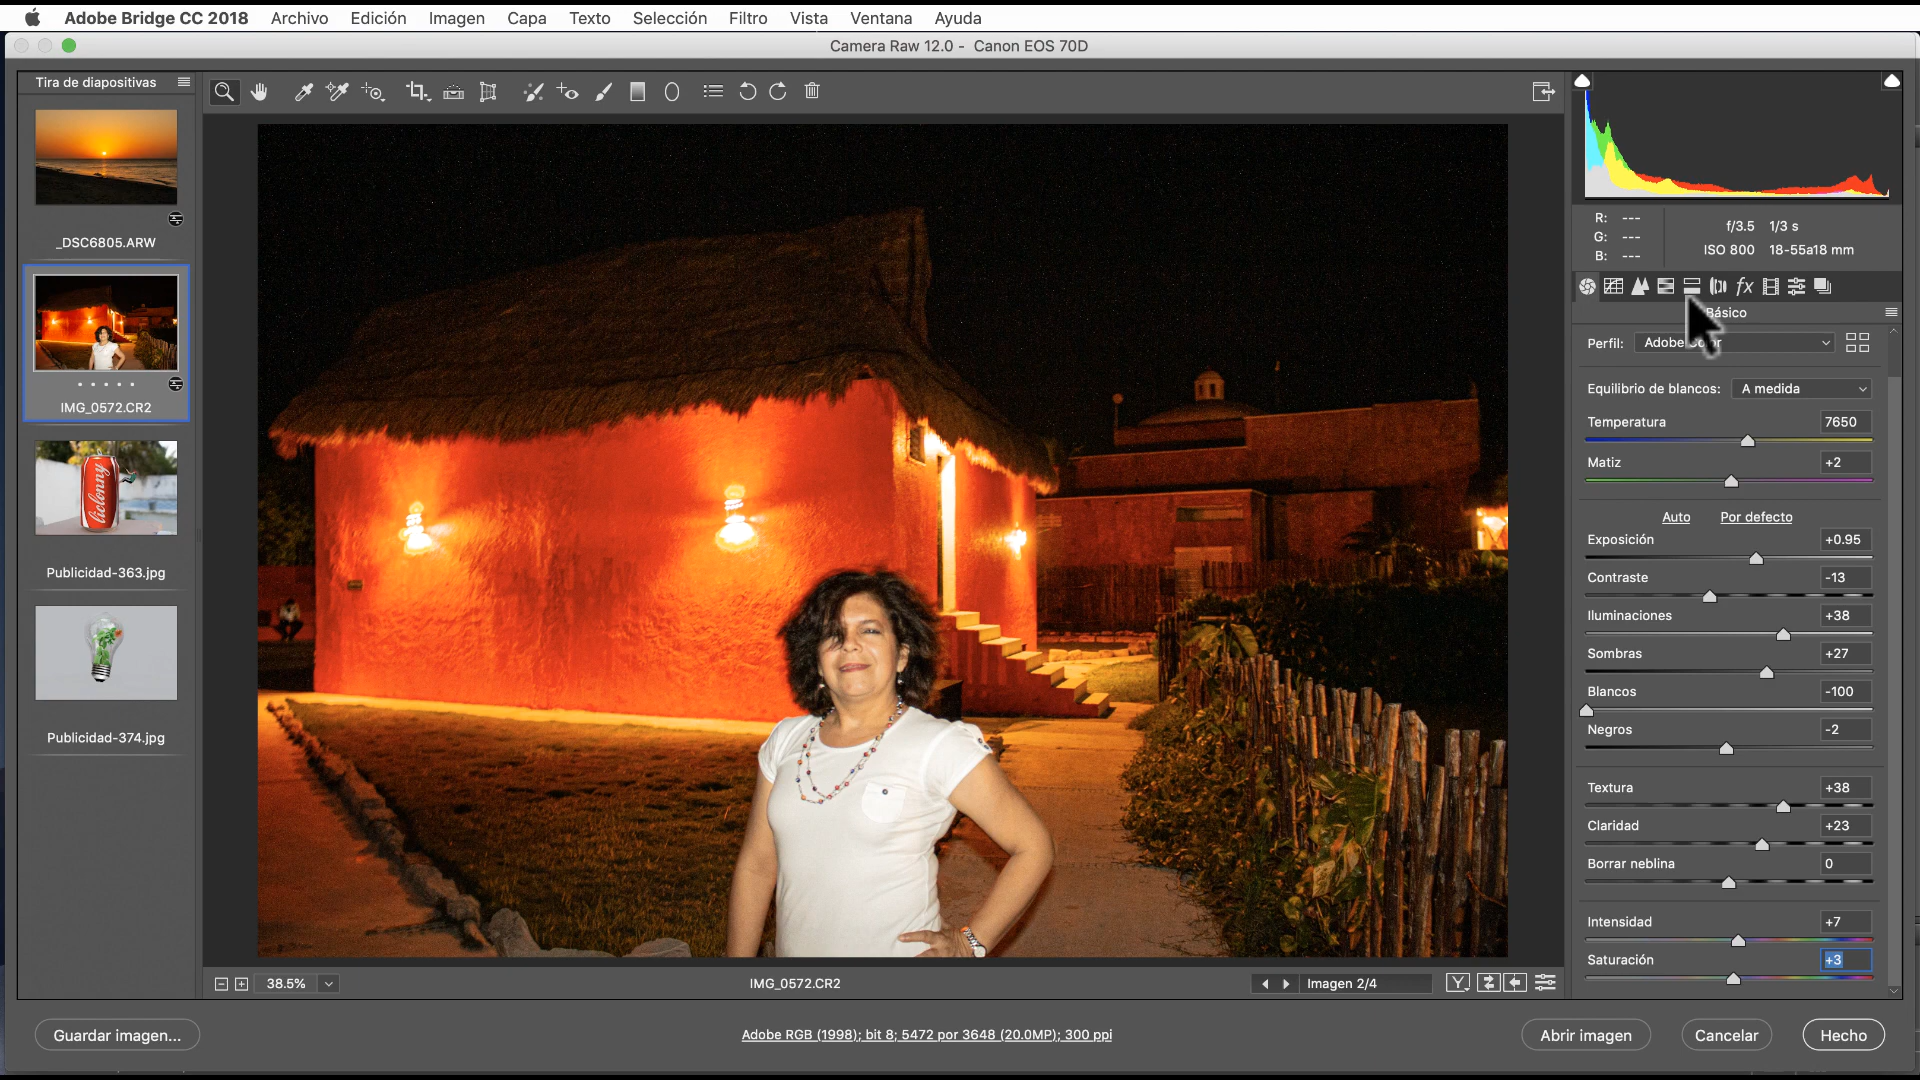 Adobe Bridge CC 2018 Archivo Edición Imagen Capa Texto Selección Filtro Vista Ventana Ayuda
Camera Raw 12.0 - Canon EOS 70D
Tira de diapositivas
_DSC6805.ARW
IMG_0572.CR2
Publicidad-363.jpg
Publicidad-374.jpg
R: ---
G: ---
B: ---
f/3.5 1/3 s
ISO 800 18-55a18 mm
Básico
Perfil: Adobe Color
Equilibrio de blancos: A medida
Temperatura 7650
Matiz +2
Auto Por defecto
Exposición +0.95
Contraste -13
Iluminaciones +38
Sombras +27
Blancos -100
Negros -2
Textura +38
Claridad +23
Borrar neblina 0
Intensidad +7
Saturación +3
38.5% IMG_0572.CR2 Imagen 2/4 Y
Guardar imagen... Adobe RGB (1998); bit 8; 5472 por 3648 (20.0MP); 300 ppi Abrir imagen Cancelar Hecho